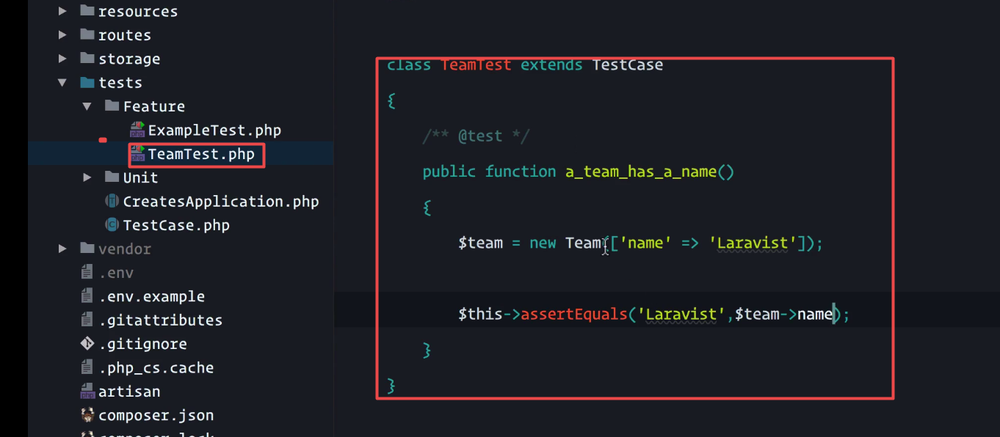 resources
routes
storage
tests
Feature
ExampleTest.php
TeamTest.php
Unit
CreatesApplication.php
TestCase.php
vendor
.env
.env.example
.gitattributes
.gitignore
.php_cs.cache
artisan
composer.json
composer.lock
class TeamTest extends TestCase
{
/** @test */
public function a_team_has_a_name()
{
$team = new Team(['name' => 'Laravist']);
$this->assertEquals('Laravist',$team->name);
}
}